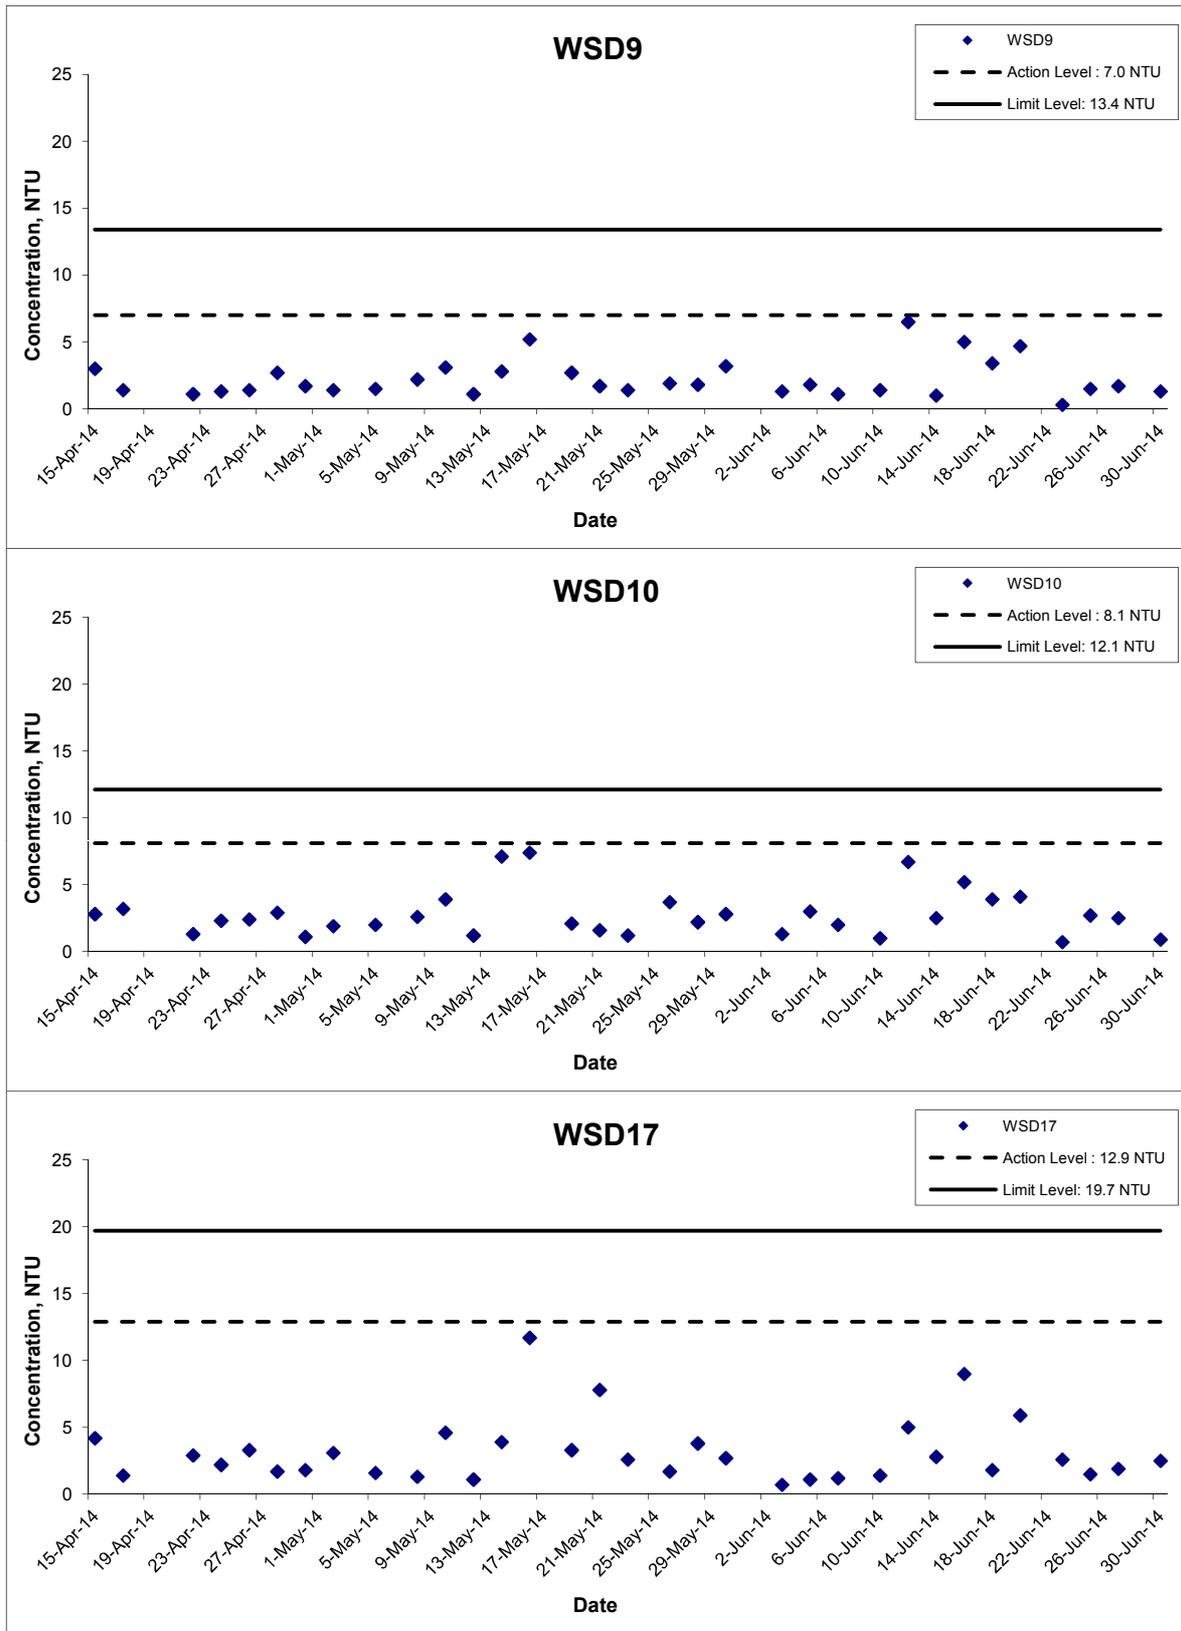 WSD9
WSD9
Action Level : 7.0 NTU
Limit Level: 13.4 NTU
Concentration, NTU
25
20
15
10
5
0
15-Apr-14
19-Apr-14
23-Apr-14
27-Apr-14
1-May-14
5-May-14
9-May-14
13-May-14
17-May-14
21-May-14
25-May-14
29-May-14
2-Jun-14
6-Jun-14
10-Jun-14
14-Jun-14
18-Jun-14
22-Jun-14
26-Jun-14
30-Jun-14
Date
WSD10
WSD10
Action Level : 8.1 NTU
Limit Level: 12.1 NTU
Concentration, NTU
25
20
15
10
5
0
15-Apr-14
19-Apr-14
23-Apr-14
27-Apr-14
1-May-14
5-May-14
9-May-14
13-May-14
17-May-14
21-May-14
25-May-14
29-May-14
2-Jun-14
6-Jun-14
10-Jun-14
14-Jun-14
18-Jun-14
22-Jun-14
26-Jun-14
30-Jun-14
Date
WSD17
WSD17
Action Level : 12.9 NTU
Limit Level: 19.7 NTU
Concentration, NTU
25
20
15
10
5
0
15-Apr-14
19-Apr-14
23-Apr-14
27-Apr-14
1-May-14
5-May-14
9-May-14
13-May-14
17-May-14
21-May-14
25-May-14
29-May-14
2-Jun-14
6-Jun-14
10-Jun-14
14-Jun-14
18-Jun-14
22-Jun-14
26-Jun-14
30-Jun-14
Date